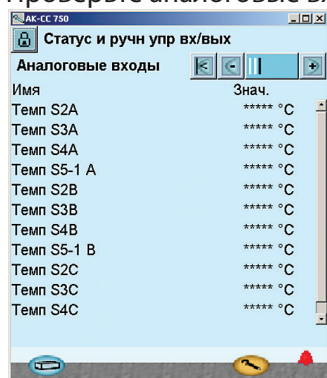 Проверьте аналоговые вх
AK-CC 750
Статус и ручн упр вх/вых
Аналоговые входы
Имя Знач.
Темп S2A ***** °C
Темп S3A ***** °C
Темп S4A ***** °C
Темп S5-1 A ***** °C
Темп S2B ***** °C
Темп S3B ***** °C
Темп S4B ***** °C
Темп S5-1 B ***** °C
Темп S2C ***** °C
Темп S3C ***** °C
Темп S4C ***** °C